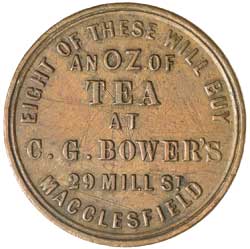 EIGHT OF THESE WILL BUY
AN OZ OF
TEA
AT
C. G. BOWER'S
29 MILL ST
MACCLESFIELD